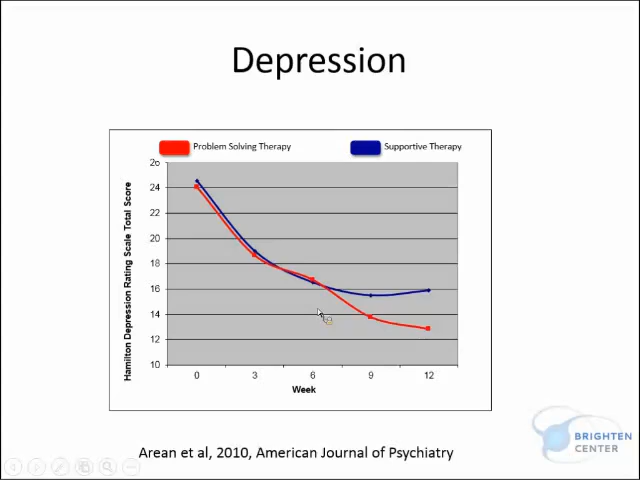 Depression
Problem Solving Therapy
Supportive Therapy
Hamilton Depression Rating Scale Total Score
26
24
22
20
18
16
14
12
10
0 3 6 9 12
Week
Arean et al, 2010, American Journal of Psychiatry
BRIGHTEN
CENTER